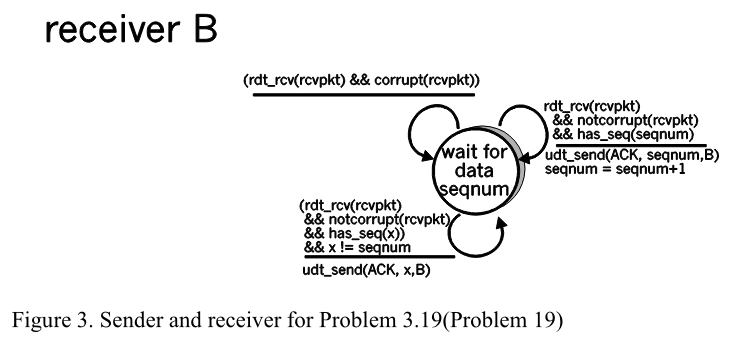 receiver B
(rdt_rcv(rcvpkt) && corrupt(rcvpkt))
rdt_rcv(rcvpkt)
&& notcorrupt(rcvpkt)
&& has_seq(seqnum)
udt_send(ACK, seqnum,B)
seqnum = seqnum+1
wait for
data
seqnum
(rdt_rcv(rcvpkt)
&& notcorrupt(rcvpkt)
&& has_seq(x))
&& x != seqnum
udt_send(ACK, x,B)
Figure 3. Sender and receiver for Problem 3.19(Problem 19)